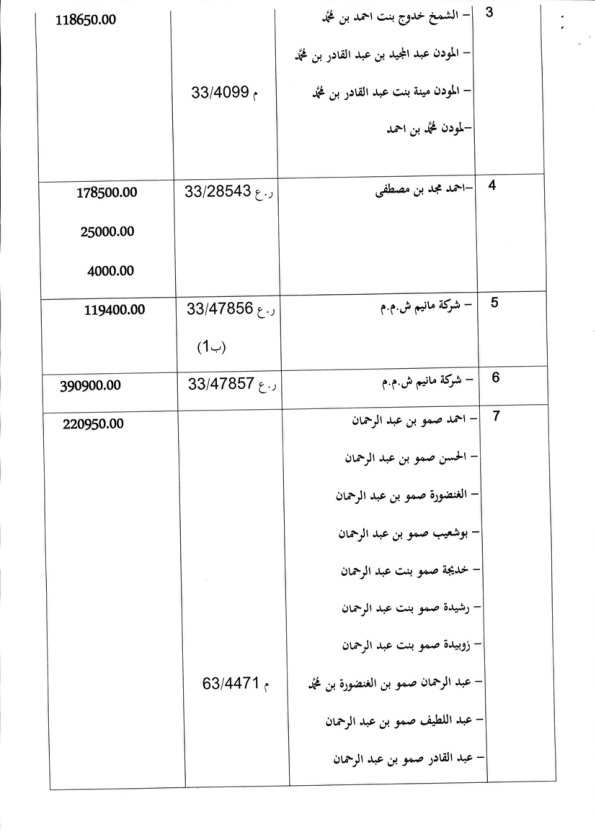 3
– الشمخ خدوج بنت احمد بن محمد
118650.00
– المودن عبد المجيد بن عبد القادر بن محمد
– المودن مينة بنت عبد القادر بن محمد
م 33/4099
–لمودن محمد بن احمد
4
–احمد مجد بن مصطفى
ر.ع 33/28543
178500.00
25000.00
4000.00
5
– شركة مانيم ش.م.م
ر.ع 33/47856
119400.00
(ب1)
6
– شركة مانيم ش.م.م
ر.ع 33/47857
390900.00
7
– احمد صمو بن عبد الرحمان
220950.00
– الحسن صمو بن عبد الرحمان
– الغنضورة صمو بن عبد الرحمان
– بوشعيب صمو بن عبد الرحمان
– خديجة صمو بنت عبد الرحمان
– رشيدة صمو بنت عبد الرحمان
– زوبيدة صمو بنت عبد الرحمان
– عبد الرحمان صمو بن الغنضورة بن محمد
م 63/4471
– عبد اللطيف صمو بن عبد الرحمان
– عبد القادر صمو بن عبد الرحمان